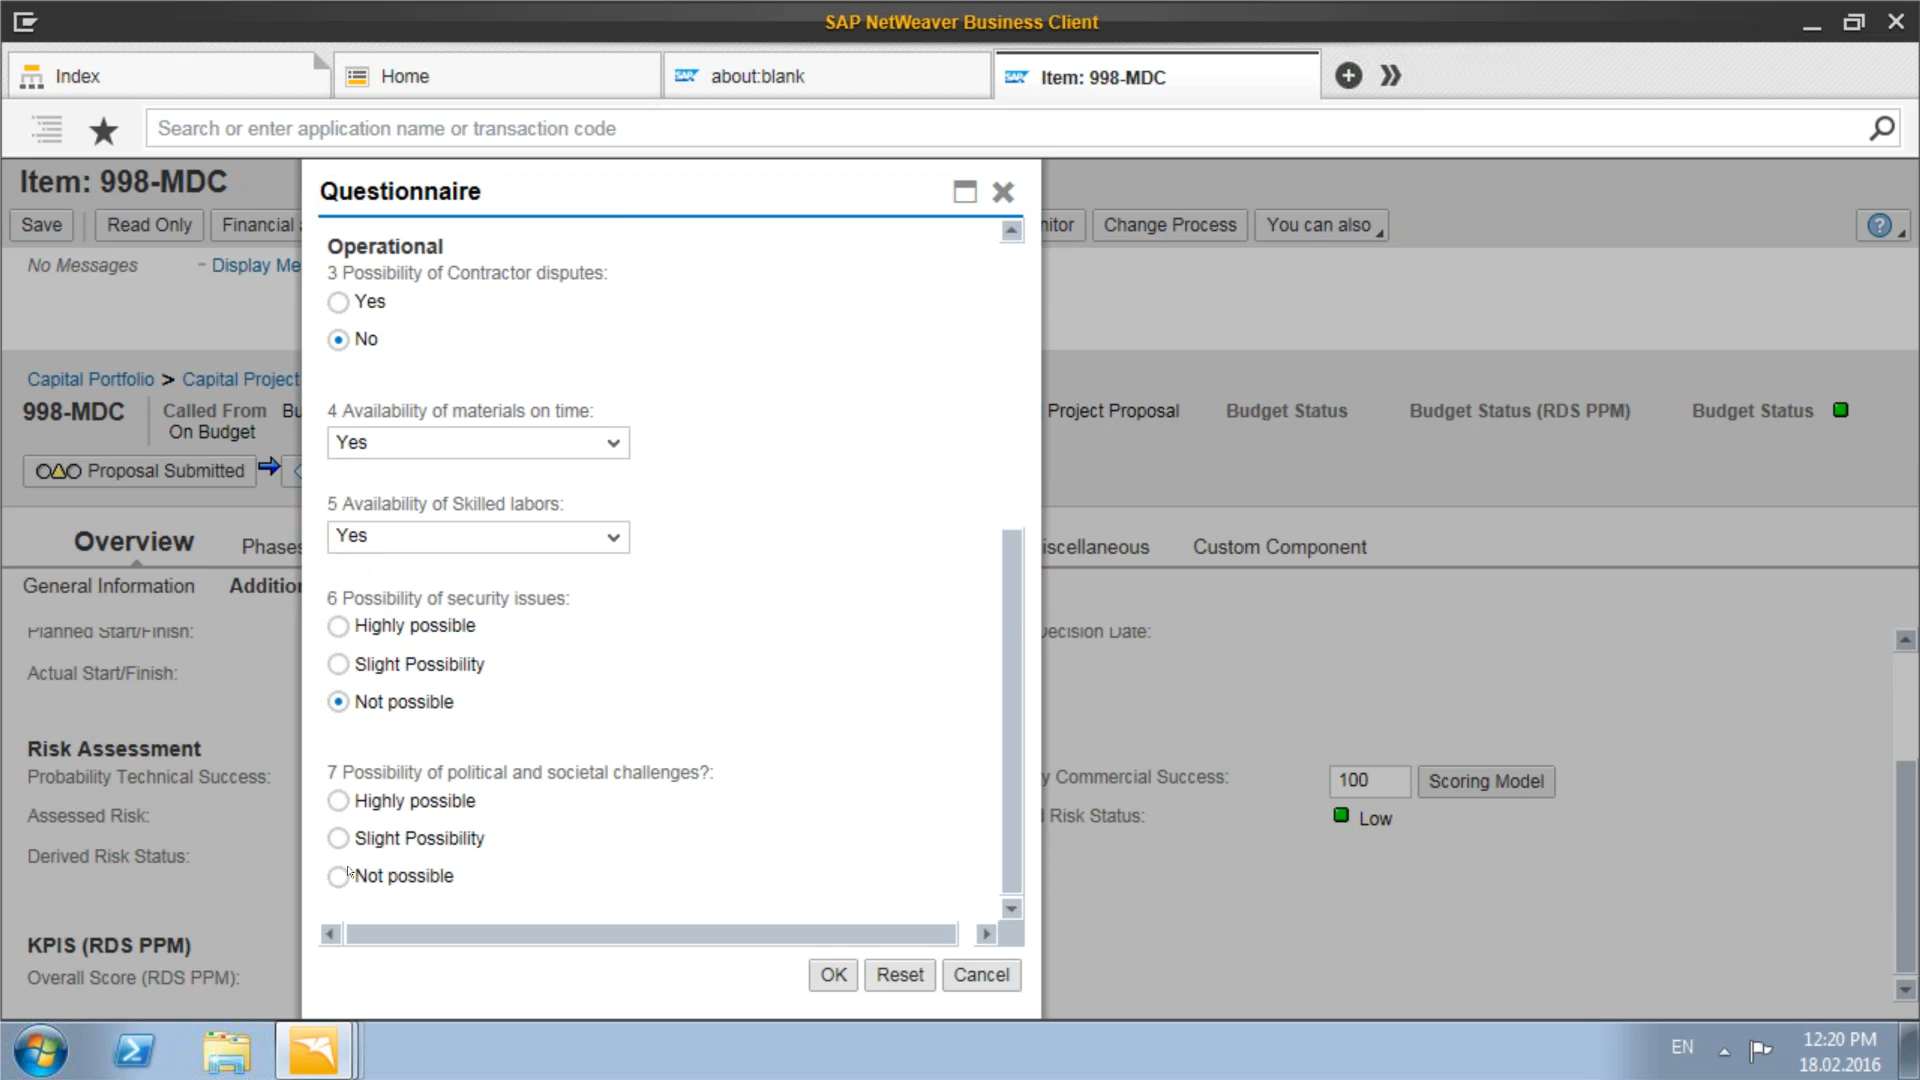 SAP NetWeaver Business Client
Index
Home
about:blank
Item: 998-MDC
Search or enter application name or transaction code
Item: 998-MDC
Save
Read Only
Financial
Change Process
You can also
No Messages
- Display Me
Capital Portfolio > Capital Project
998-MDC
Called From
On Budget
Bu
Project Proposal
Budget Status
Budget Status (RDS PPM)
Budget Status
Proposal Submitted
Overview
Phases
iscellaneous
Custom Component
General Information
Addition
Planned Start/Finish:
Decision Date:
Actual Start/Finish:
Risk Assessment
Probability Technical Success:
y Commercial Success:
100
Scoring Model
Assessed Risk:
Risk Status:
Low
Derived Risk Status:
KPIS (RDS PPM)
Overall Score (RDS PPM):
Questionnaire
Operational
3 Possibility of Contractor disputes:
Yes
No
4 Availability of materials on time:
Yes
5 Availability of Skilled labors:
Yes
6 Possibility of security issues:
Highly possible
Slight Possibility
Not possible
7 Possibility of political and societal challenges?:
Highly possible
Slight Possibility
Not possible
OK
Reset
Cancel
EN
12:20 PM
18.02.2016